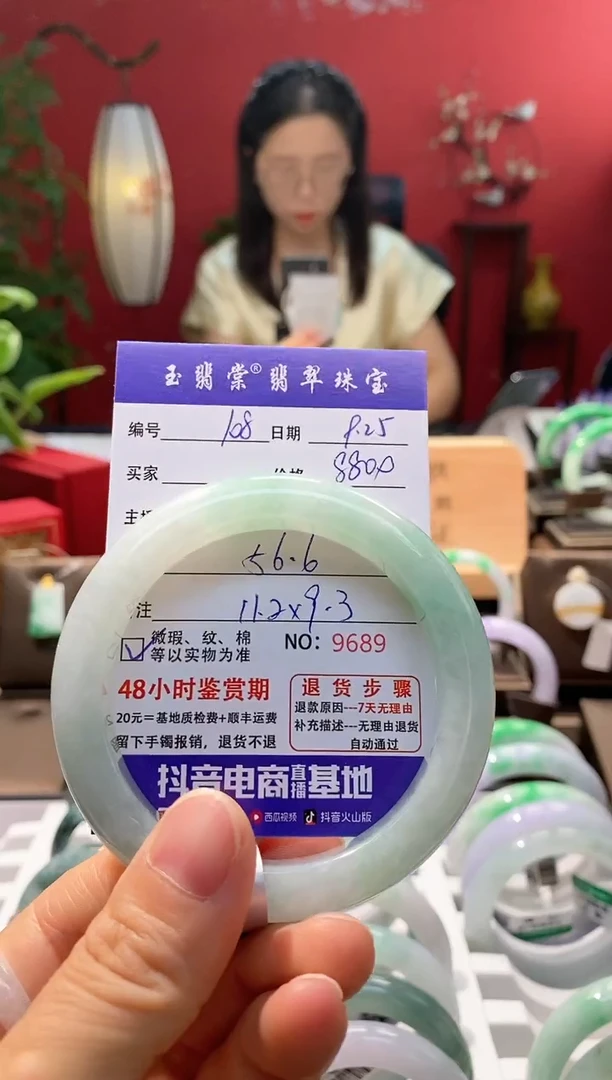 玉翡棠®翡翠珠宝
编号 108 日期 9.25
买家 价格 8800
主播
56.6
注 11.2x9.3
微瑕、纹、棉 NO: 9689
等以实物为准
48小时鉴赏期
20元=基地质检费+顺丰运费
留下手镯报销，退货不退
退货步骤
退款原因---7天无理由
补充描述---无理由退货
自动通过
抖音电商直播基地
西瓜视频 抖音火山版